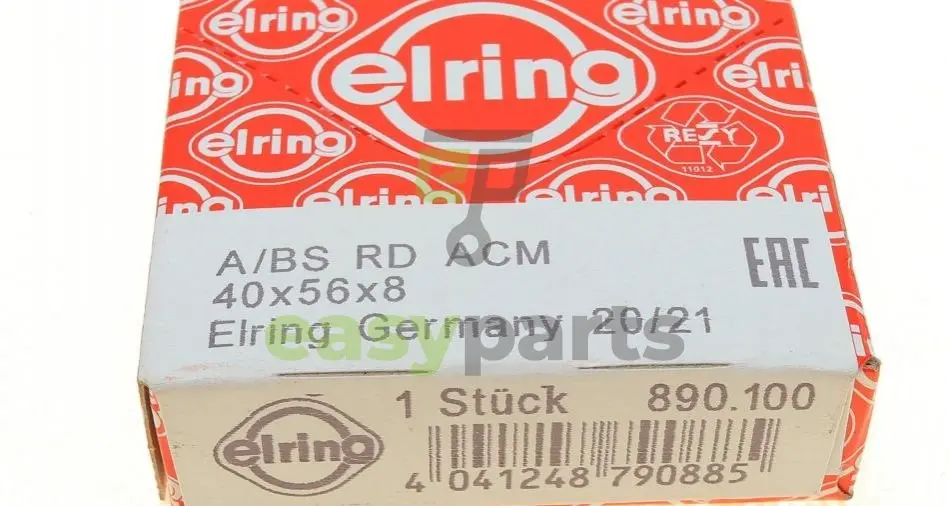 elring
elring
elring
elring
elring
RESY
11012
elring
A/BS RD ACM
EAC
40x56x8
Elring Germany 20/21
easyparts
1 Stück 890.100
elring
4 041248 790885